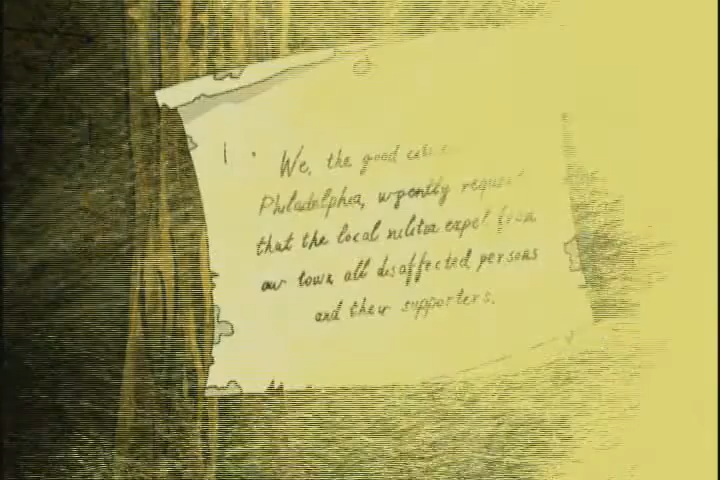 We, the good
Philadelphia, urgently request
that the local militia expel from
our town all disaffected persons
and their supporters.